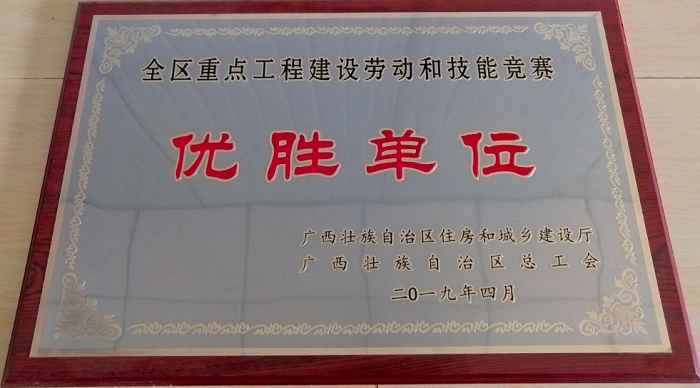 全区重点工程建设劳动和技能竞赛
优胜单位
广西壮族自治区住房和城乡建设厅
广西壮族自治区总工会
二0一九年四月